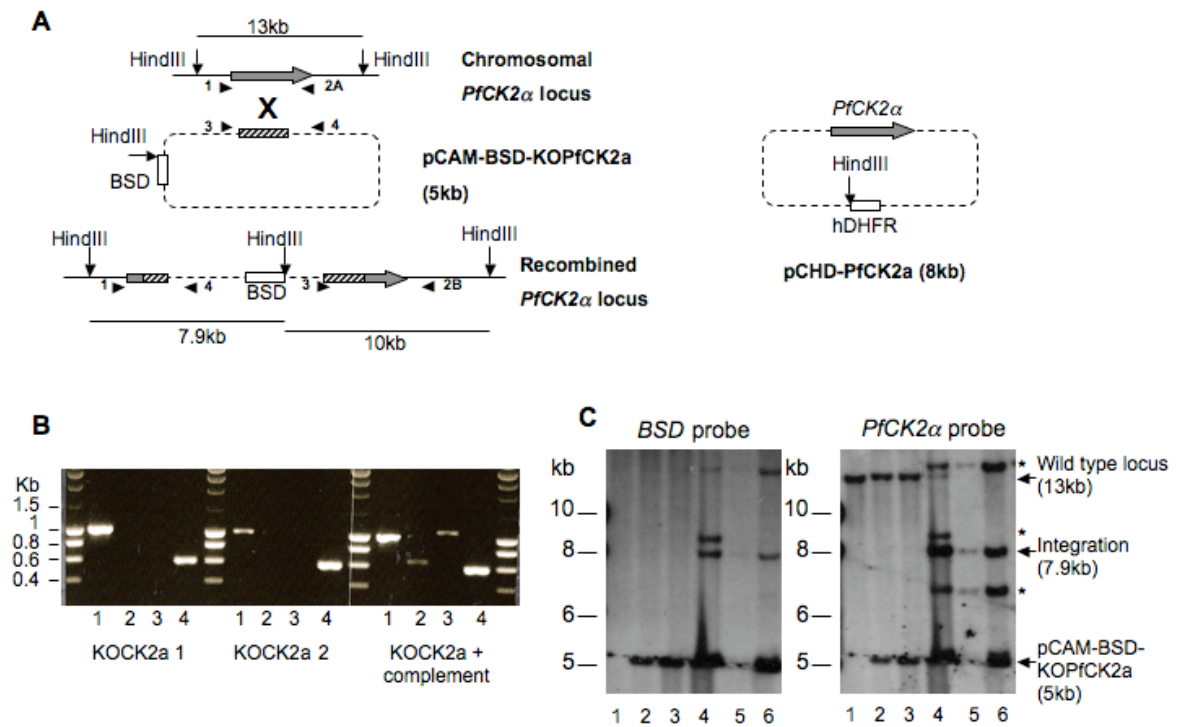 A
13kb
HindIII
HindIII
1
2A
Chromosomal
PfCK2α locus
X
3
4
HindIII
BSD
pCAM-BSD-KOPfCK2a
(5kb)
HindIII
HindIII
HindIII
1
4
BSD
3
2B
Recombined
PfCK2α locus
7.9kb
10kb
PfCK2α
HindIII
hDHFR
pCHD-PfCK2a (8kb)
B
Kb
1.5
1
0.8
0.6
0.4
1 2 3 4
1 2 3 4
1 2 3 4
KOCK2a 1
KOCK2a 2
KOCK2a +
complement
C
BSD probe
kb
10
8
6
5
1 2 3 4 5 6
PfCK2α probe
kb
10
8
6
5
1 2 3 4 5 6
* Wild type locus
(13kb)
*
Integration
(7.9kb)
*
pCAM-BSD-
KOPfCK2a
(5kb)